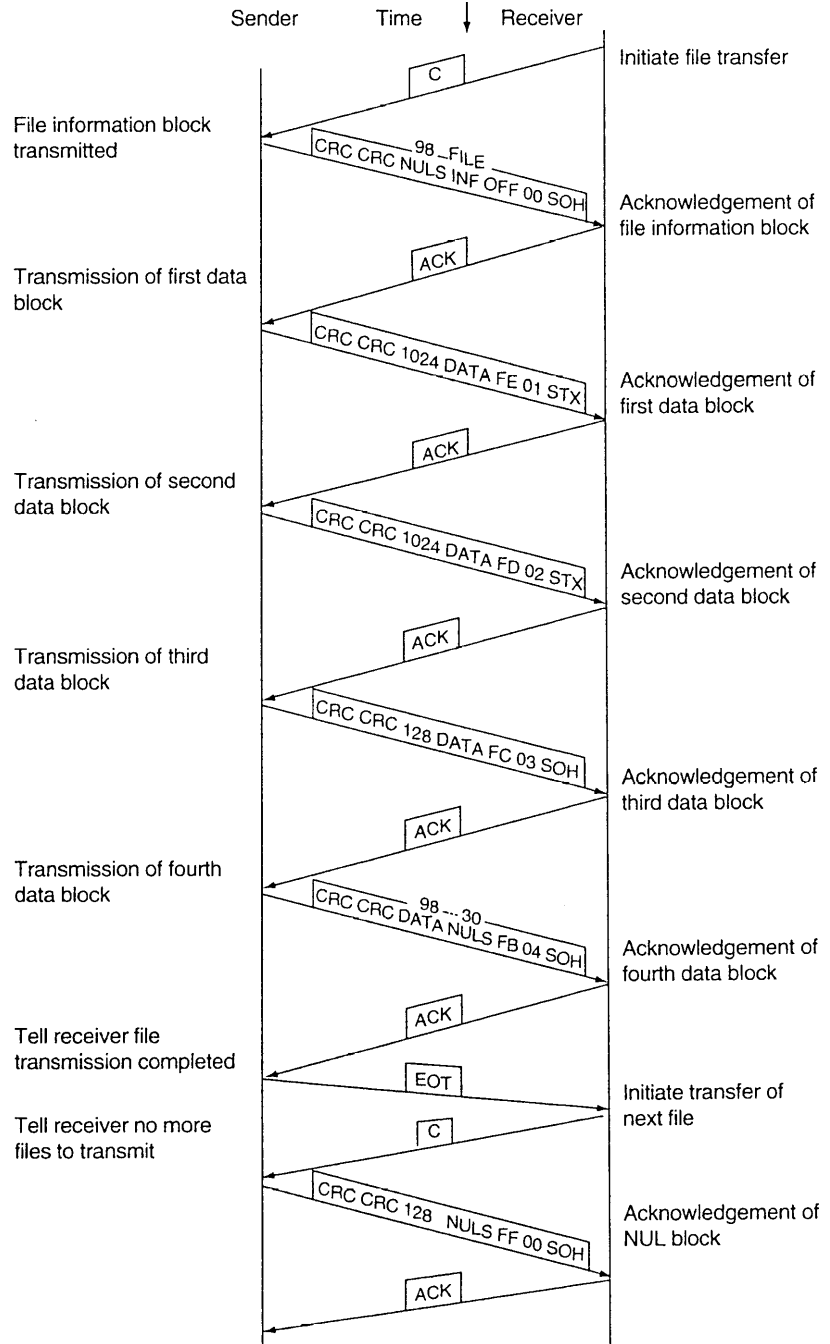 Sender Time Receiver
Initiate file transfer
C
File information block
transmitted
98 FILE
CRC CRC NULS INF OFF 00 SOH
Acknowledgement of
file information block
ACK
Transmission of first data
block
CRC CRC 1024 DATA FE 01 STX
Acknowledgement of
first data block
ACK
Transmission of second
data block
CRC CRC 1024 DATA FD 02 STX
Acknowledgement of
second data block
ACK
Transmission of third
data block
CRC CRC 128 DATA FC 03 SOH
Acknowledgement of
third data block
ACK
Transmission of fourth
data block
98 --- 30
CRC CRC DATA NULS FB 04 SOH
Acknowledgement of
fourth data block
ACK
Tell receiver file
transmission completed
EOT
Initiate transfer of
next file
Tell receiver no more
files to transmit
C
CRC CRC 128 NULS FF 00 SOH
Acknowledgement of
NUL block
ACK